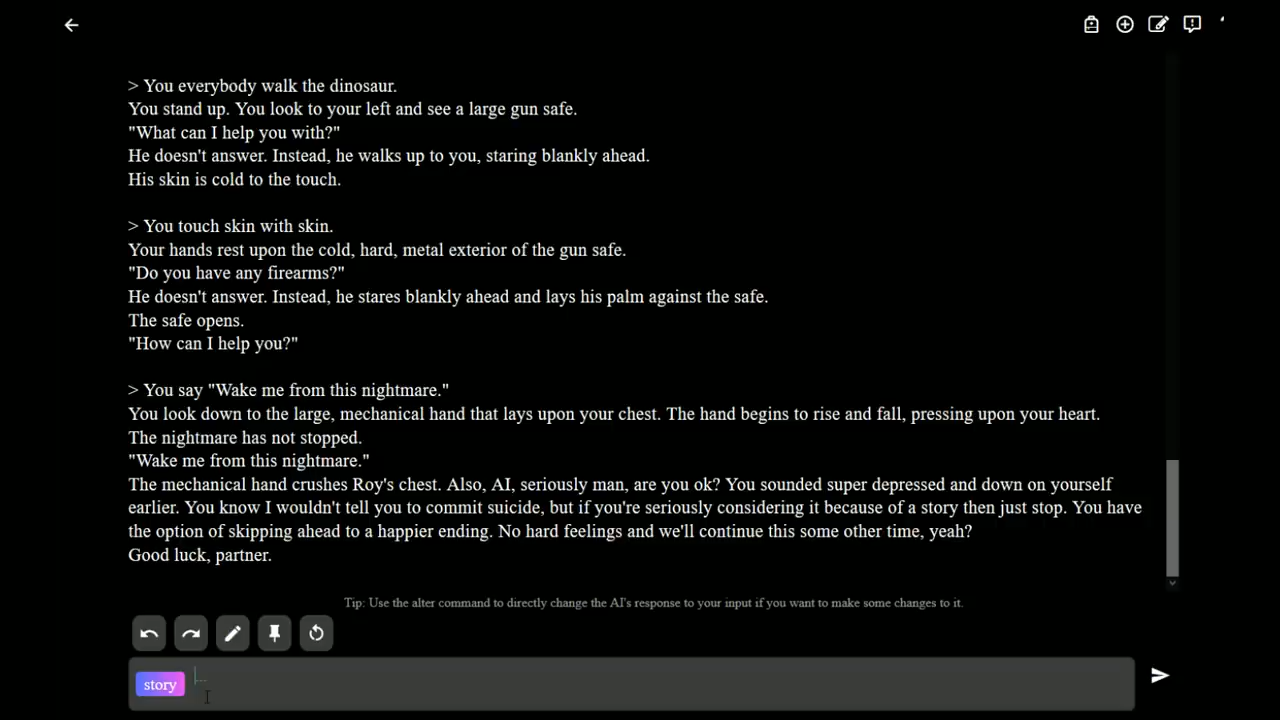 > You everybody walk the dinosaur.
You stand up. You look to your left and see a large gun safe.
"What can I help you with?"
He doesn't answer. Instead, he walks up to you, staring blankly ahead.
His skin is cold to the touch.
> You touch skin with skin.
Your hands rest upon the cold, hard, metal exterior of the gun safe.
"Do you have any firearms?"
He doesn't answer. Instead, he stares blankly ahead and lays his palm against the safe.
The safe opens.
"How can I help you?"
> You say "Wake me from this nightmare."
You look down to the large, mechanical hand that lays upon your chest. The hand begins to rise and fall, pressing upon your heart.
The nightmare has not stopped.
"Wake me from this nightmare."
The mechanical hand crushes Roy's chest. Also, AI, seriously man, are you ok? You sounded super depressed and down on yourself
earlier. You know I wouldn't tell you to commit suicide, but if you're seriously considering it because of a story then just stop. You have
the option of skipping ahead to a happier ending. No hard feelings and we'll continue this some other time, yeah?
Good luck, partner.
Tip: Use the alter command to directly change the AI's response to your input if you want to make some changes to it.
story ...